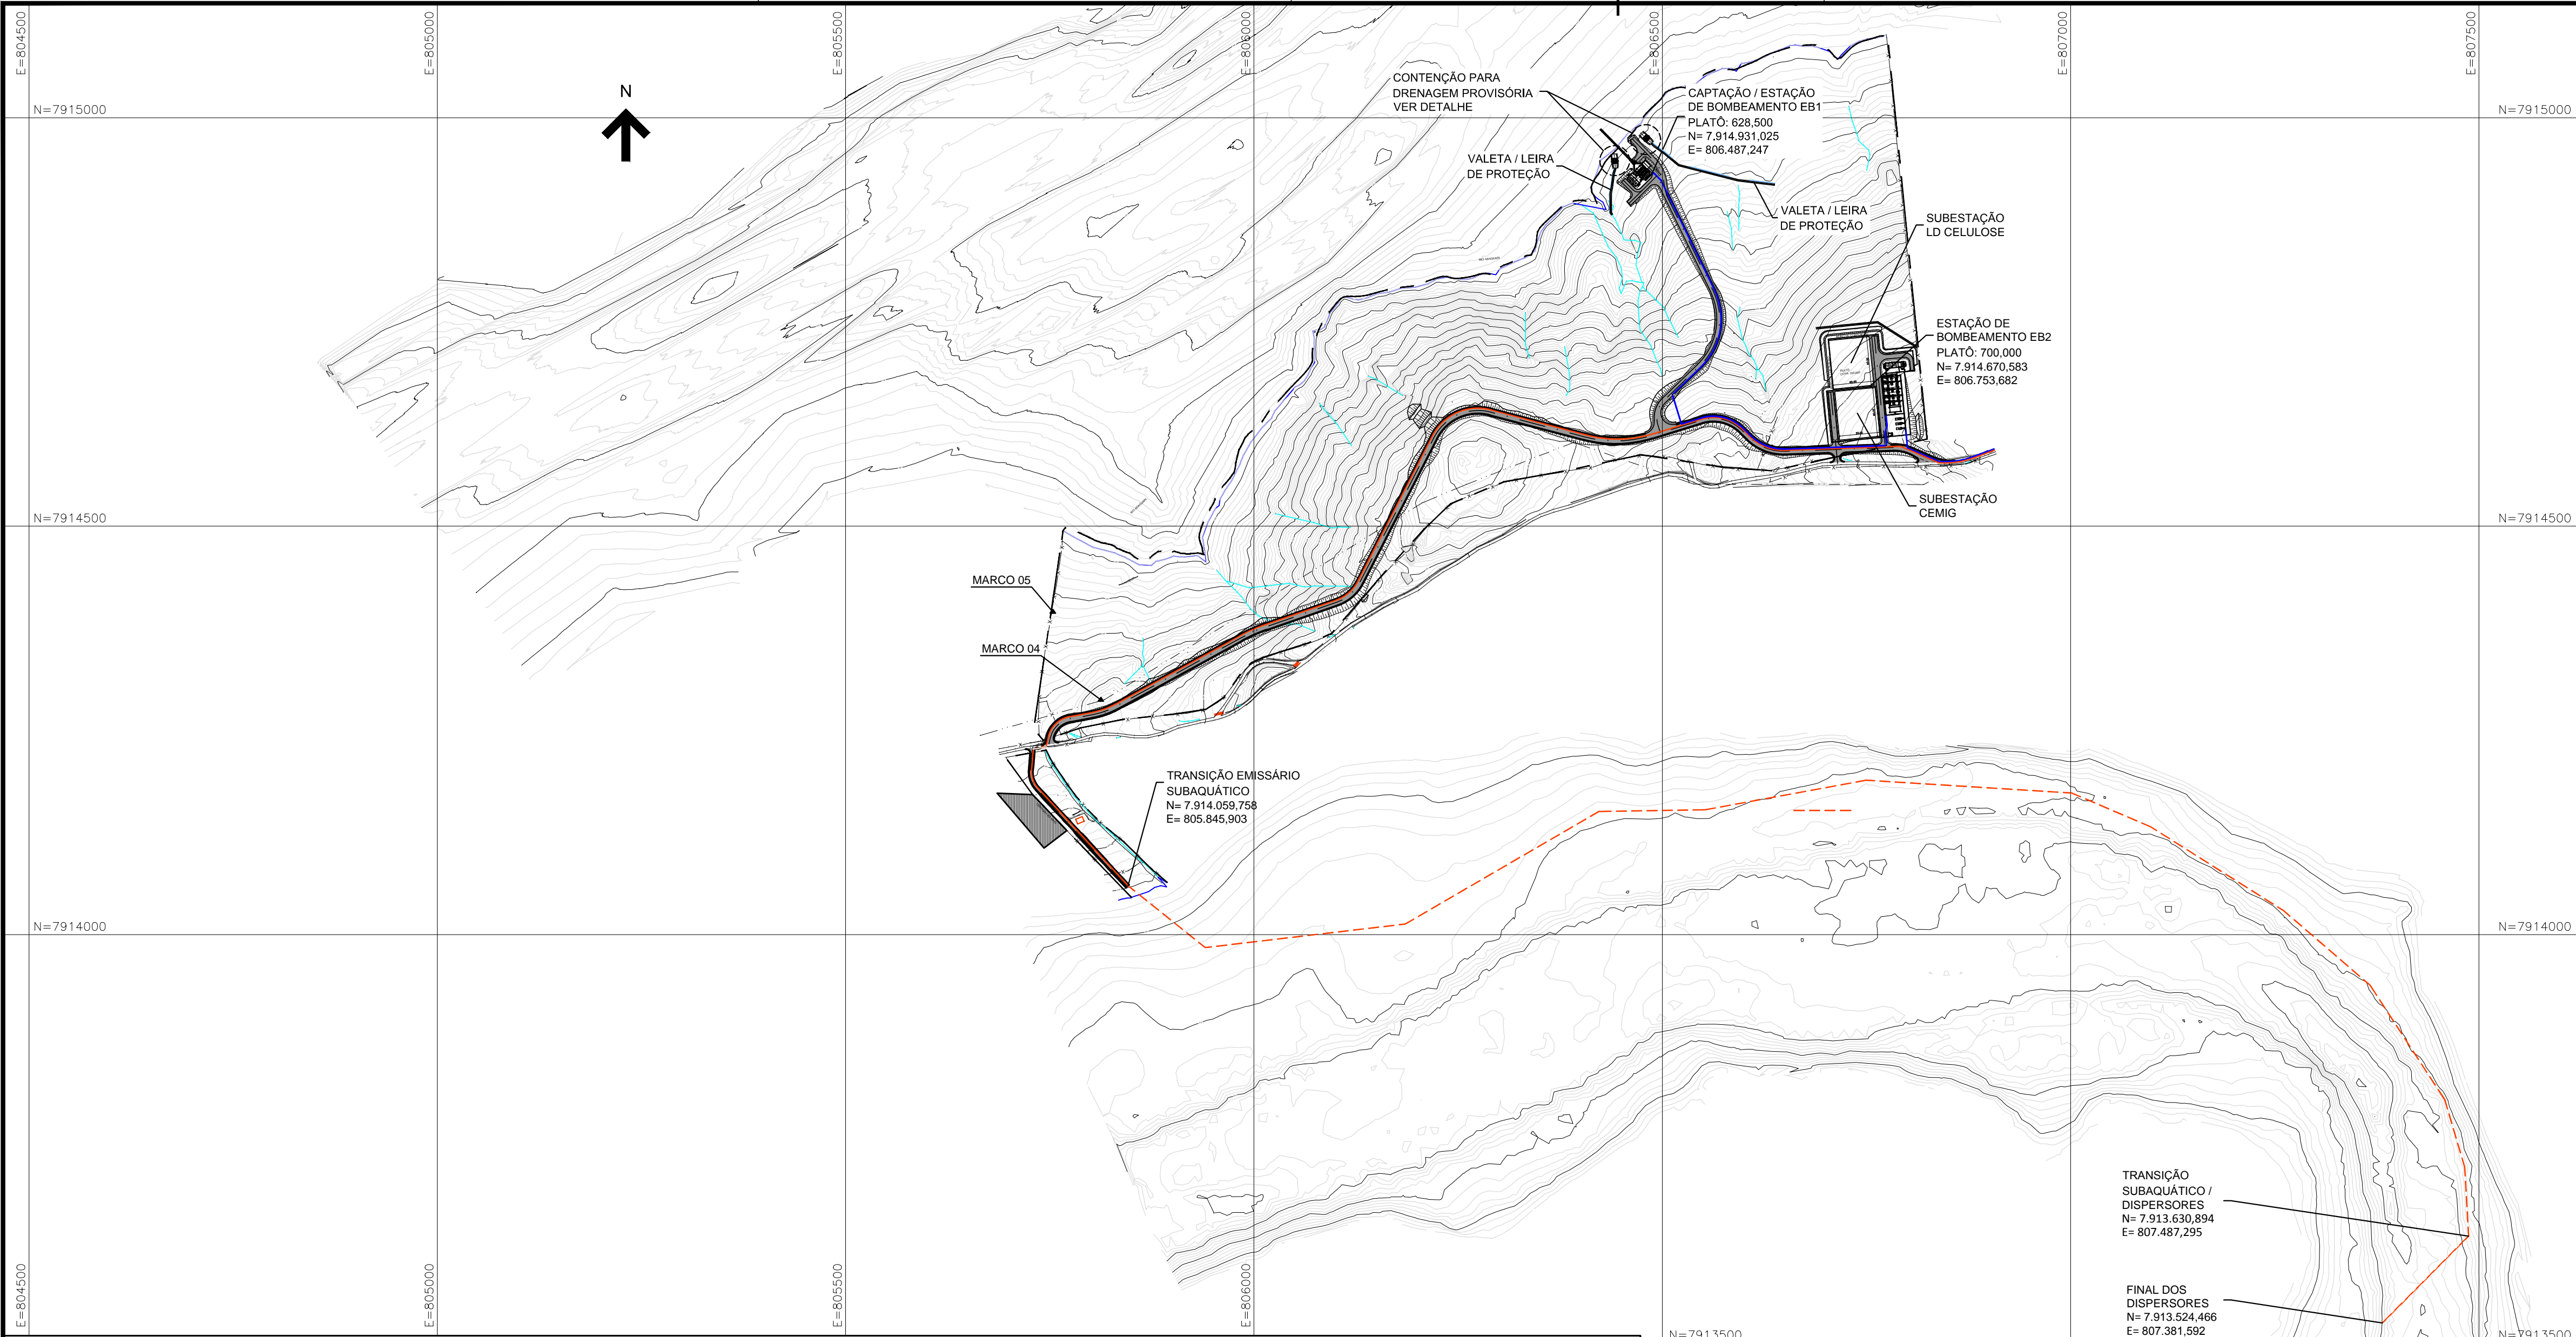 E=804500
E=805000
E=805500
E=806000
E=806500
E=807000
E=807500
N=7915000
N=7915000
N
CONTENÇÃO PARA
DRENAGEM PROVISÓRIA
VER DETALHE
CAPTAÇÃO / ESTAÇÃO
DE BOMBEAMENTO EB1
PLATÔ: 628,500
N= 7.914.931,025
E= 806.487,247
VALETA / LEIRA
DE PROTEÇÃO
VALETA / LEIRA
DE PROTEÇÃO
SUBESTAÇÃO
LD CELULOSE
ESTAÇÃO DE
BOMBEAMENTO EB2
PLATÔ: 700,000
N= 7.914.670,583
E= 806.753,682
SUBESTAÇÃO
CEMIG
N=7914500
N=7914500
MARCO 05
MARCO 04
TRANSIÇÃO EMISSÁRIO
SUBAQUÁTICO
N= 7.914.059,758
E= 805.845,903
N=7914000
N=7914000
TRANSIÇÃO
SUBAQUÁTICO /
DISPERSORES
N= 7.913.630,894
E= 807.487,295
FINAL DOS
DISPERSORES
N= 7.913.524,466
E= 807.381,592
E=804500
E=805000
E=805500
E=806000
N=7913500
N=7913500